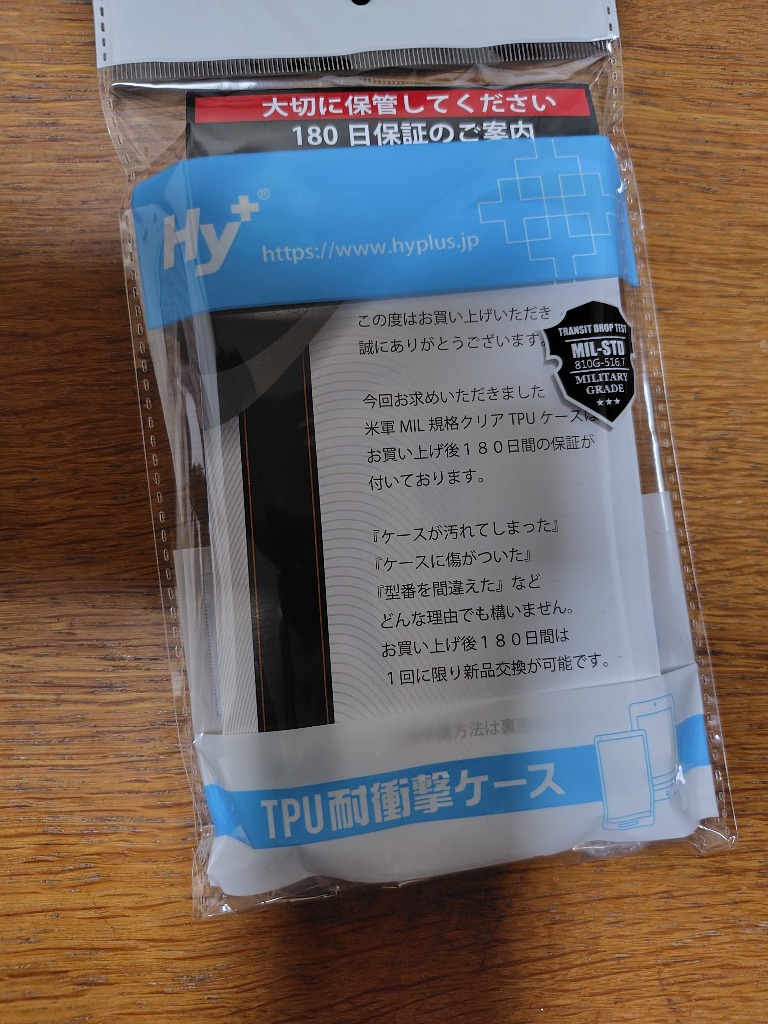 大切に保管してください
180 日保証のご案内
Hy+®
https://www.hyplus.jp
この度はお買い上げいただき
誠にありがとうございます。
TRANSIT DROP TEST
MIL-STD
810G-516.7
MILITARY
GRADE
今回お求めいただきました
米軍 MIL 規格クリア TPU ケースは
お買い上げ後１８０日間の保証が
付いております。
『ケースが汚れてしまった』
『ケースに傷がついた』
『型番を間違えた』など
どんな理由でも構いません。
お買い上げ後１８０日間は
１回に限り新品交換が可能です。
方法は裏
TPU耐衝撃ケース